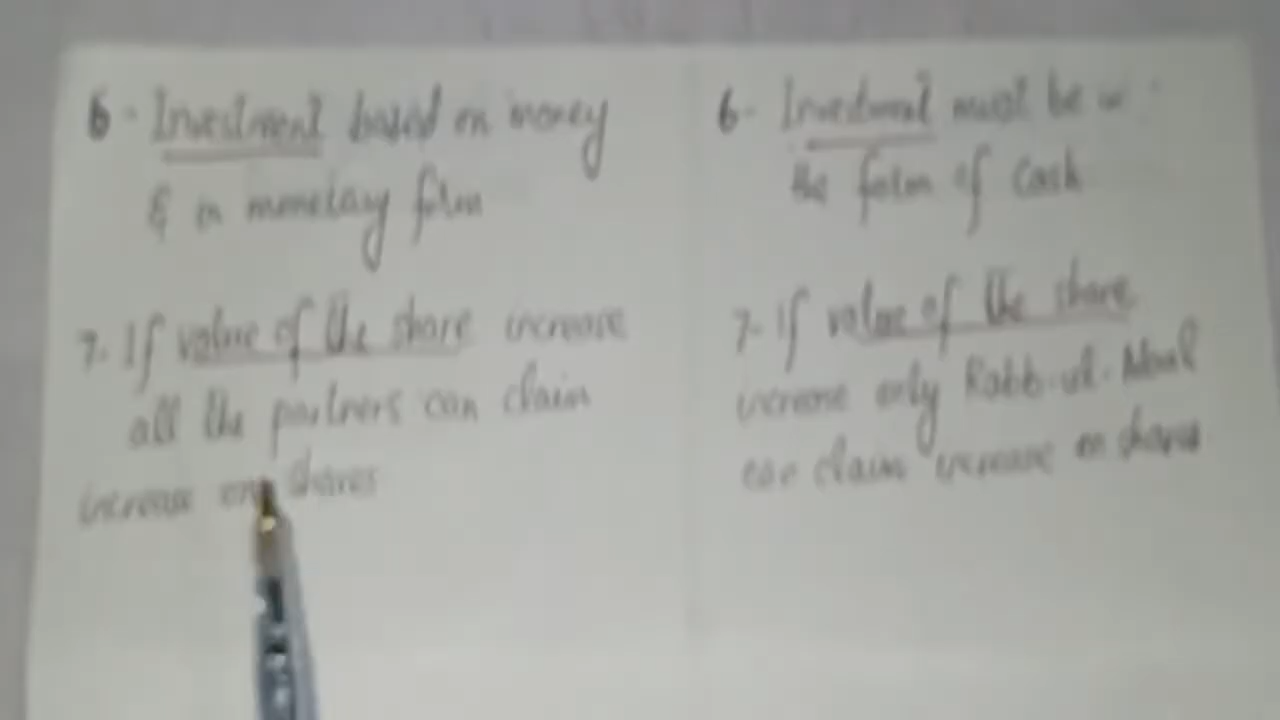 6- Investment based on money
& in monetary form
7- If value of the share increase
all the partners can claim
increase on shares
6- Investment must be in
the form of cash
7- If value of the share
increase only Rabb-ul-Maal
can claim increase on shares